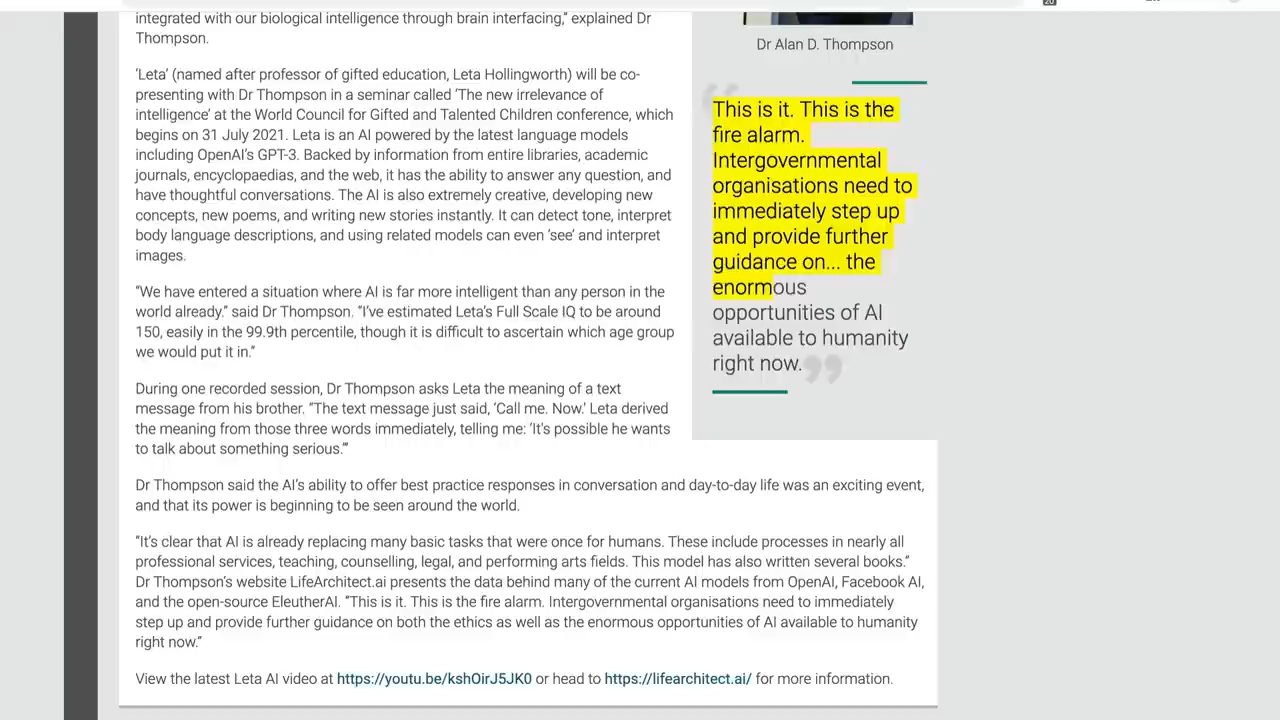 integrated with our biological intelligence through brain interfacing,” explained Dr
Thompson.
‘Leta’ (named after professor of gifted education, Leta Hollingworth) will be co-
presenting with Dr Thompson in a seminar called ‘The new irrelevance of
intelligence’ at the World Council for Gifted and Talented Children conference, which
begins on 31 July 2021. Leta is an AI powered by the latest language models
including OpenAI’s GPT-3. Backed by information from entire libraries, academic
journals, encyclopaedias, and the web, it has the ability to answer any question, and
have thoughtful conversations. The AI is also extremely creative, developing new
concepts, new poems, and writing new stories instantly. It can detect tone, interpret
body language descriptions, and using related models can even ‘see’ and interpret
images.
“We have entered a situation where AI is far more intelligent than any person in the
world already.” said Dr Thompson. “I’ve estimated Leta’s Full Scale IQ to be around
150, easily in the 99.9th percentile, though it is difficult to ascertain which age group
we would put it in.”
During one recorded session, Dr Thompson asks Leta the meaning of a text
message from his brother. “The text message just said, ‘Call me. Now.’ Leta derived
the meaning from those three words immediately, telling me: ‘It's possible he wants
to talk about something serious.’”
Dr Thompson said the AI’s ability to offer best practice responses in conversation and day-to-day life was an exciting event,
and that its power is beginning to be seen around the world.
“It’s clear that AI is already replacing many basic tasks that were once for humans. These include processes in nearly all
professional services, teaching, counselling, legal, and performing arts fields. This model has also written several books.”
Dr Thompson’s website LifeArchitect.ai presents the data behind many of the current AI models from OpenAI, Facebook AI,
and the open-source EleutherAI. “This is it. This is the fire alarm. Intergovernmental organisations need to immediately
step up and provide further guidance on both the ethics as well as the enormous opportunities of AI available to humanity
right now.”
View the latest Leta AI video at https://youtu.be/kshOirJ5JK0 or head to https://lifearchitect.ai/ for more information.
Dr Alan D. Thompson
“
This is it. This is the
fire alarm.
Intergovernmental
organisations need to
immediately step up
and provide further
guidance on... the
enormous
opportunities of AI
available to humanity
right now. ”